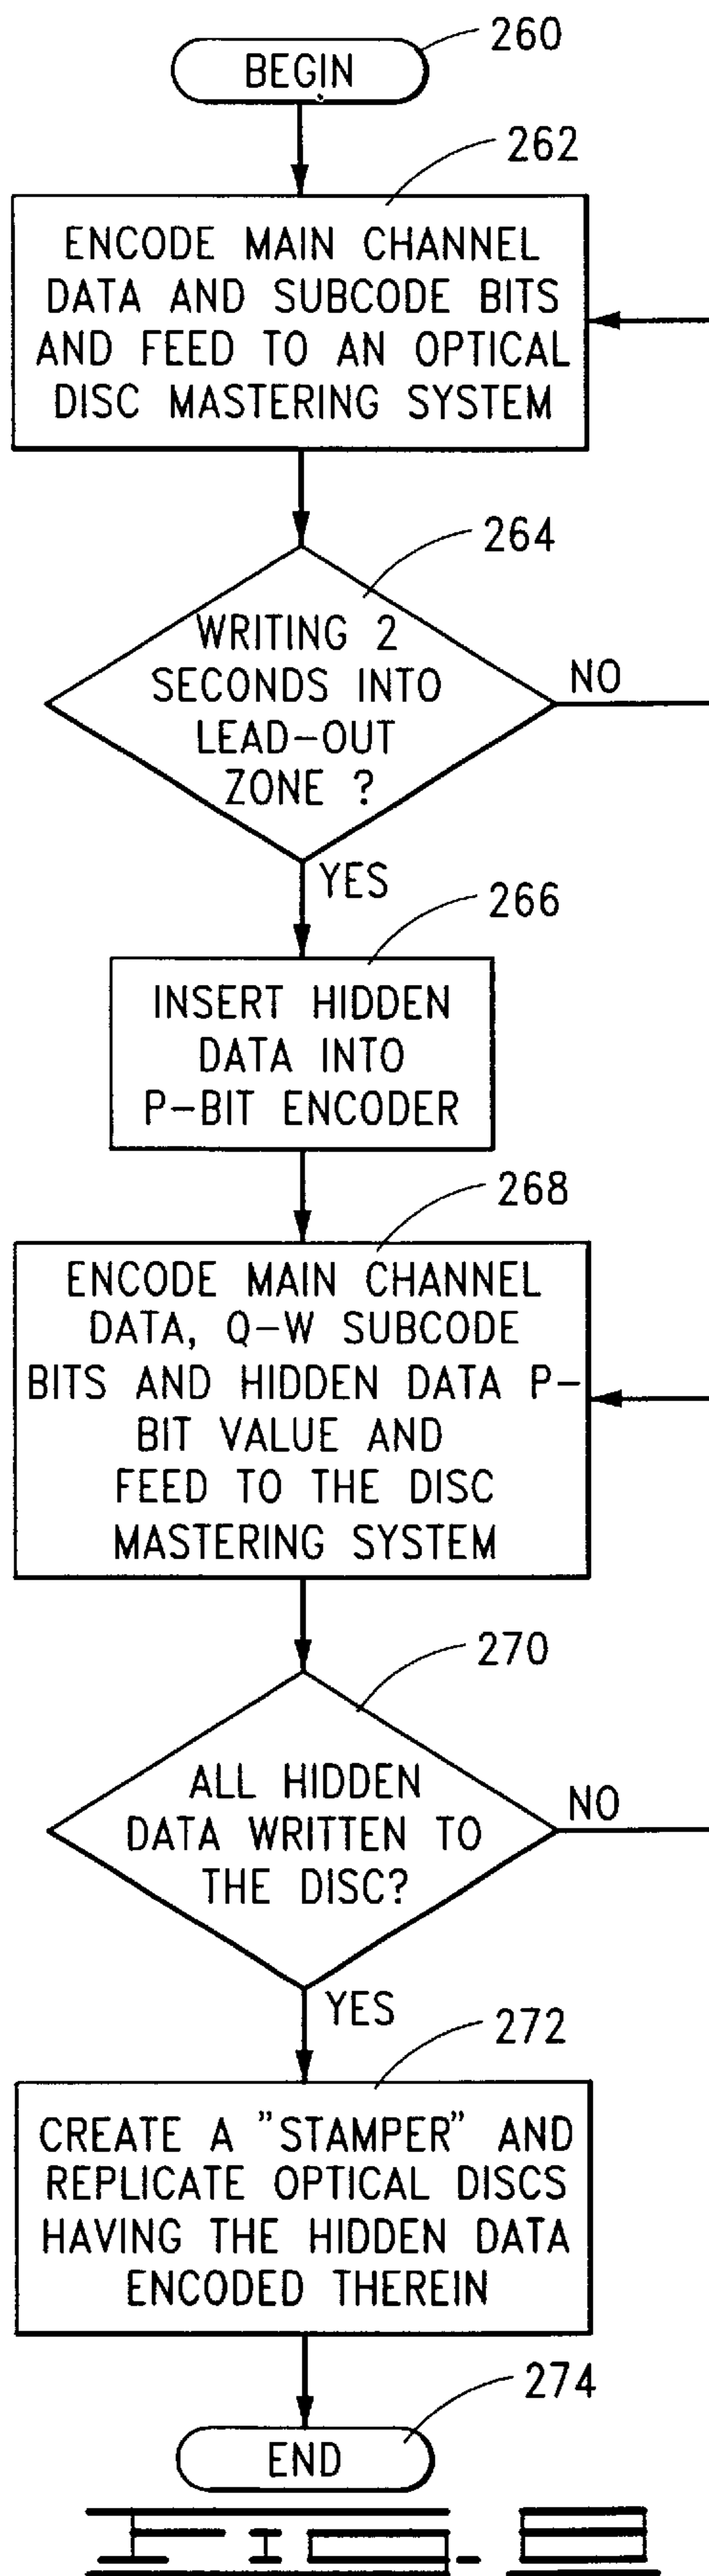 BEGIN
260
262
ENCODE MAIN CHANNEL
DATA AND SUBCODE BITS
AND FEED TO AN OPTICAL
DISC MASTERING SYSTEM
264
WRITING 2
SECONDS INTO
LEAD-OUT
ZONE ?
NO
YES
266
INSERT HIDDEN
DATA INTO
P-BIT ENCODER
268
ENCODE MAIN CHANNEL
DATA, Q-W SUBCODE
BITS AND HIDDEN DATA P-
BIT VALUE AND
FEED TO THE DISC
MASTERING SYSTEM
270
ALL HIDDEN
DATA WRITTEN TO
THE DISC?
NO
YES
272
CREATE A "STAMPER" AND
REPLICATE OPTICAL DISCS
HAVING THE HIDDEN DATA
ENCODED THEREIN
274
END